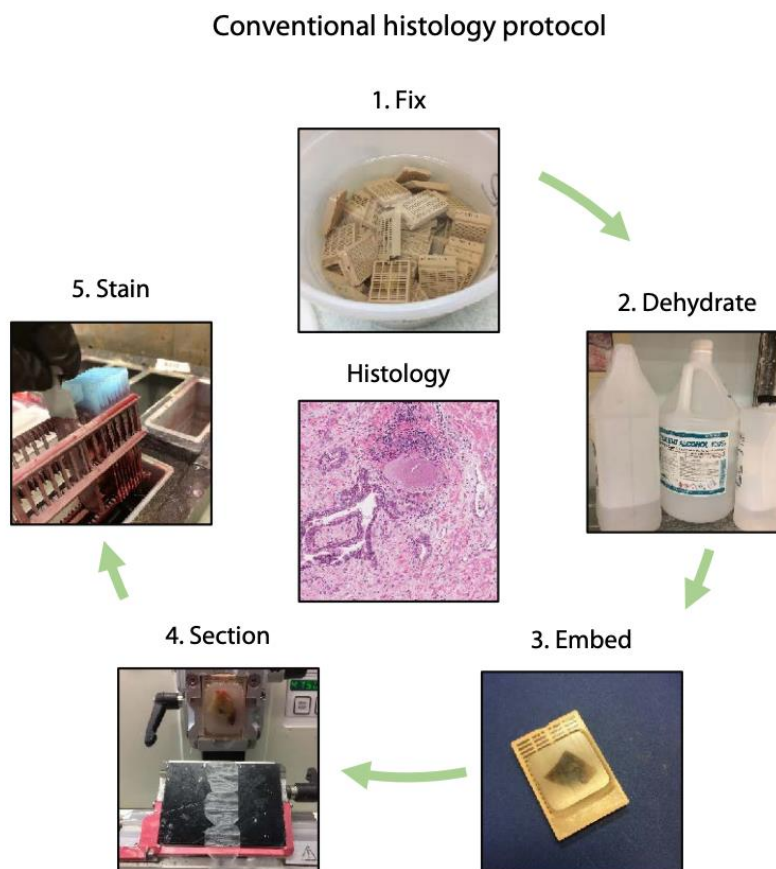 Conventional histology protocol
1. Fix
5. Stain
2. Dehydrate
Histology
4. Section
3. Embed